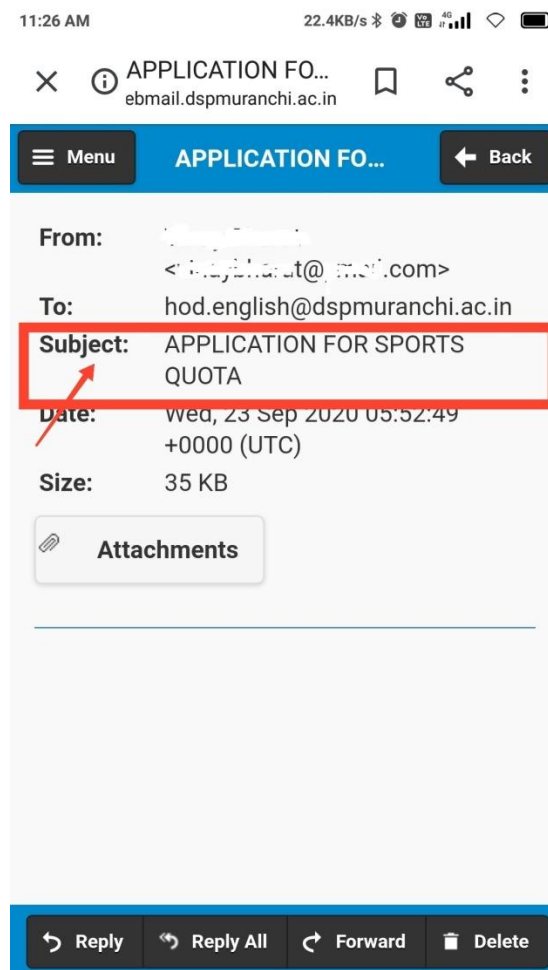 11:26 AM 22.4KB/s 4G
APPLICATION FO...
ebmail.dspmuranchi.ac.in
Menu APPLICATION FO... Back
From:
.com>
To: hod.english@dspmuranchi.ac.in
Subject: APPLICATION FOR SPORTS
QUOTA
Date: Wed, 23 Sep 2020 05:52:49
+0000 (UTC)
Size: 35 KB
Attachments
Reply Reply All Forward Delete